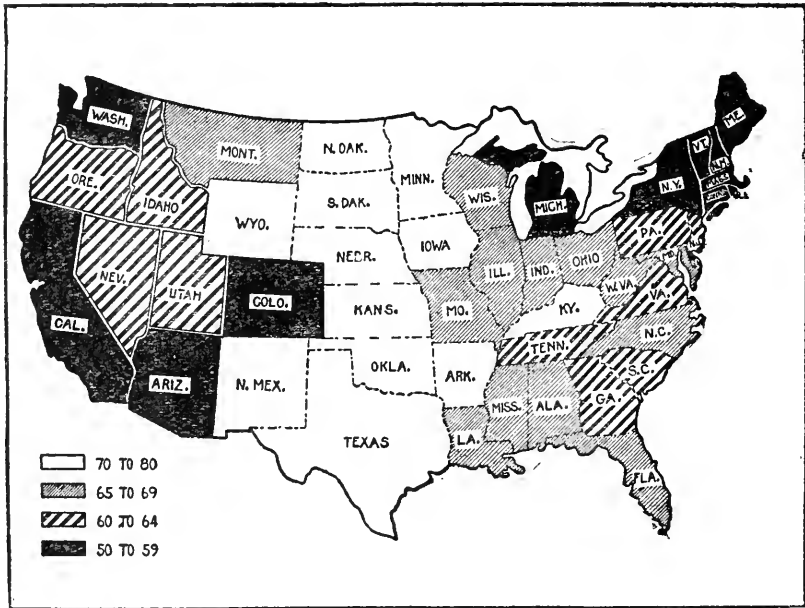 WASH.
MONT.
N. DAK.
MINN.
ME.
VT.
N.H.
MASS.
ORE.
IDAHO
WYO.
S. DAK.
WIS.
MICH.
N.Y.
NEV.
UTAH
COLO.
NEBR.
IOWA
ILL.
IND.
OHIO
PA.
N.J.
MD.
W.VA.
VA.
CAL.
KANS.
MO.
KY.
N.C.
TENN.
S.C.
ARIZ.
N. MEX.
OKLA.
ARK.
MISS.
ALA.
GA.
TEXAS
LA.
FLA.
70 TO 80
65 TO 69
60 TO 64
50 TO 59